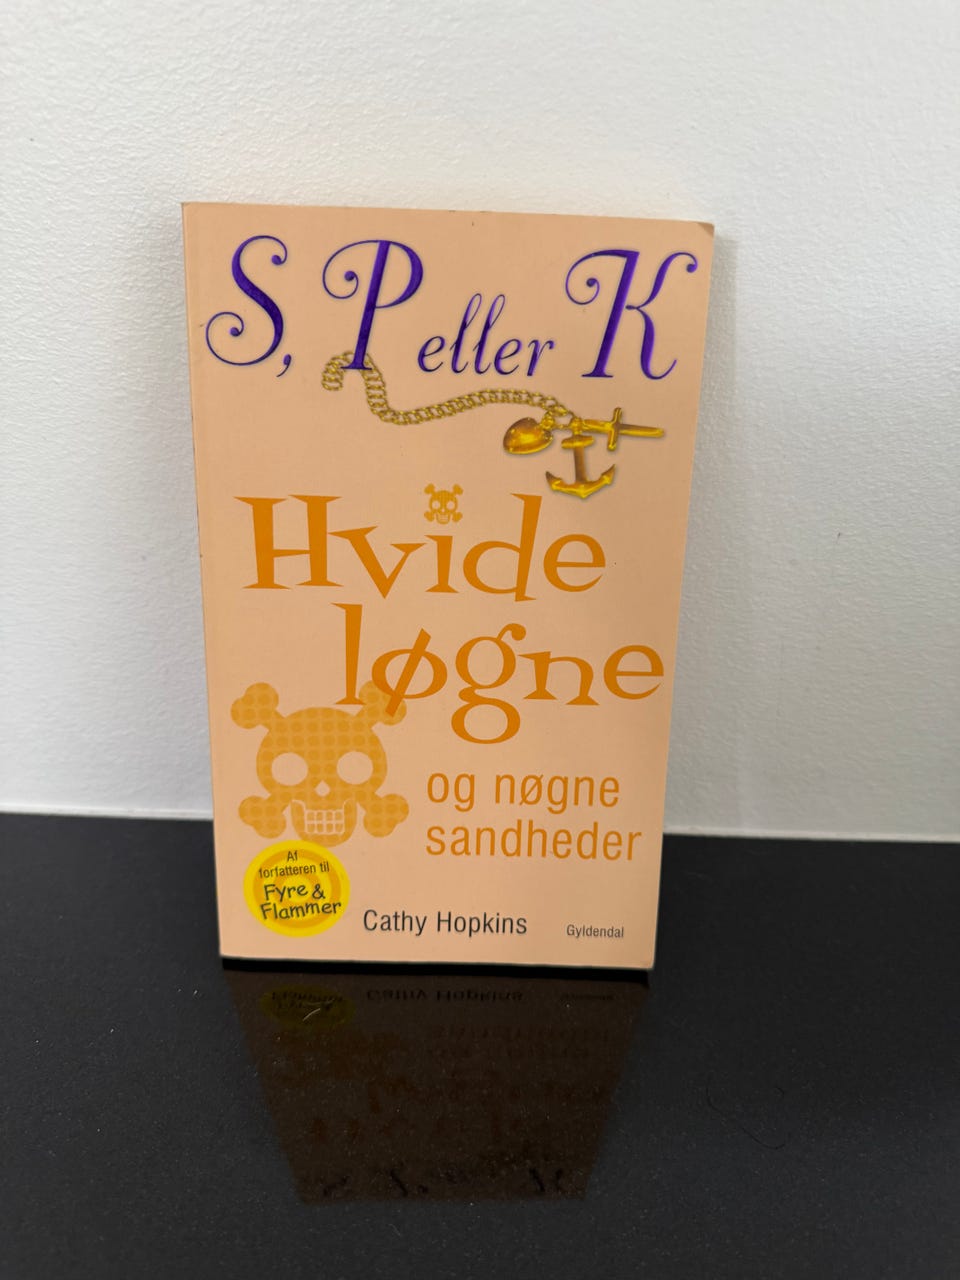 S, P eller K
Hvide
løgne
og nøgne
sandheder
Af
forfatteren til
Fyre &
Flammer
Cathy Hopkins
Gyldendal